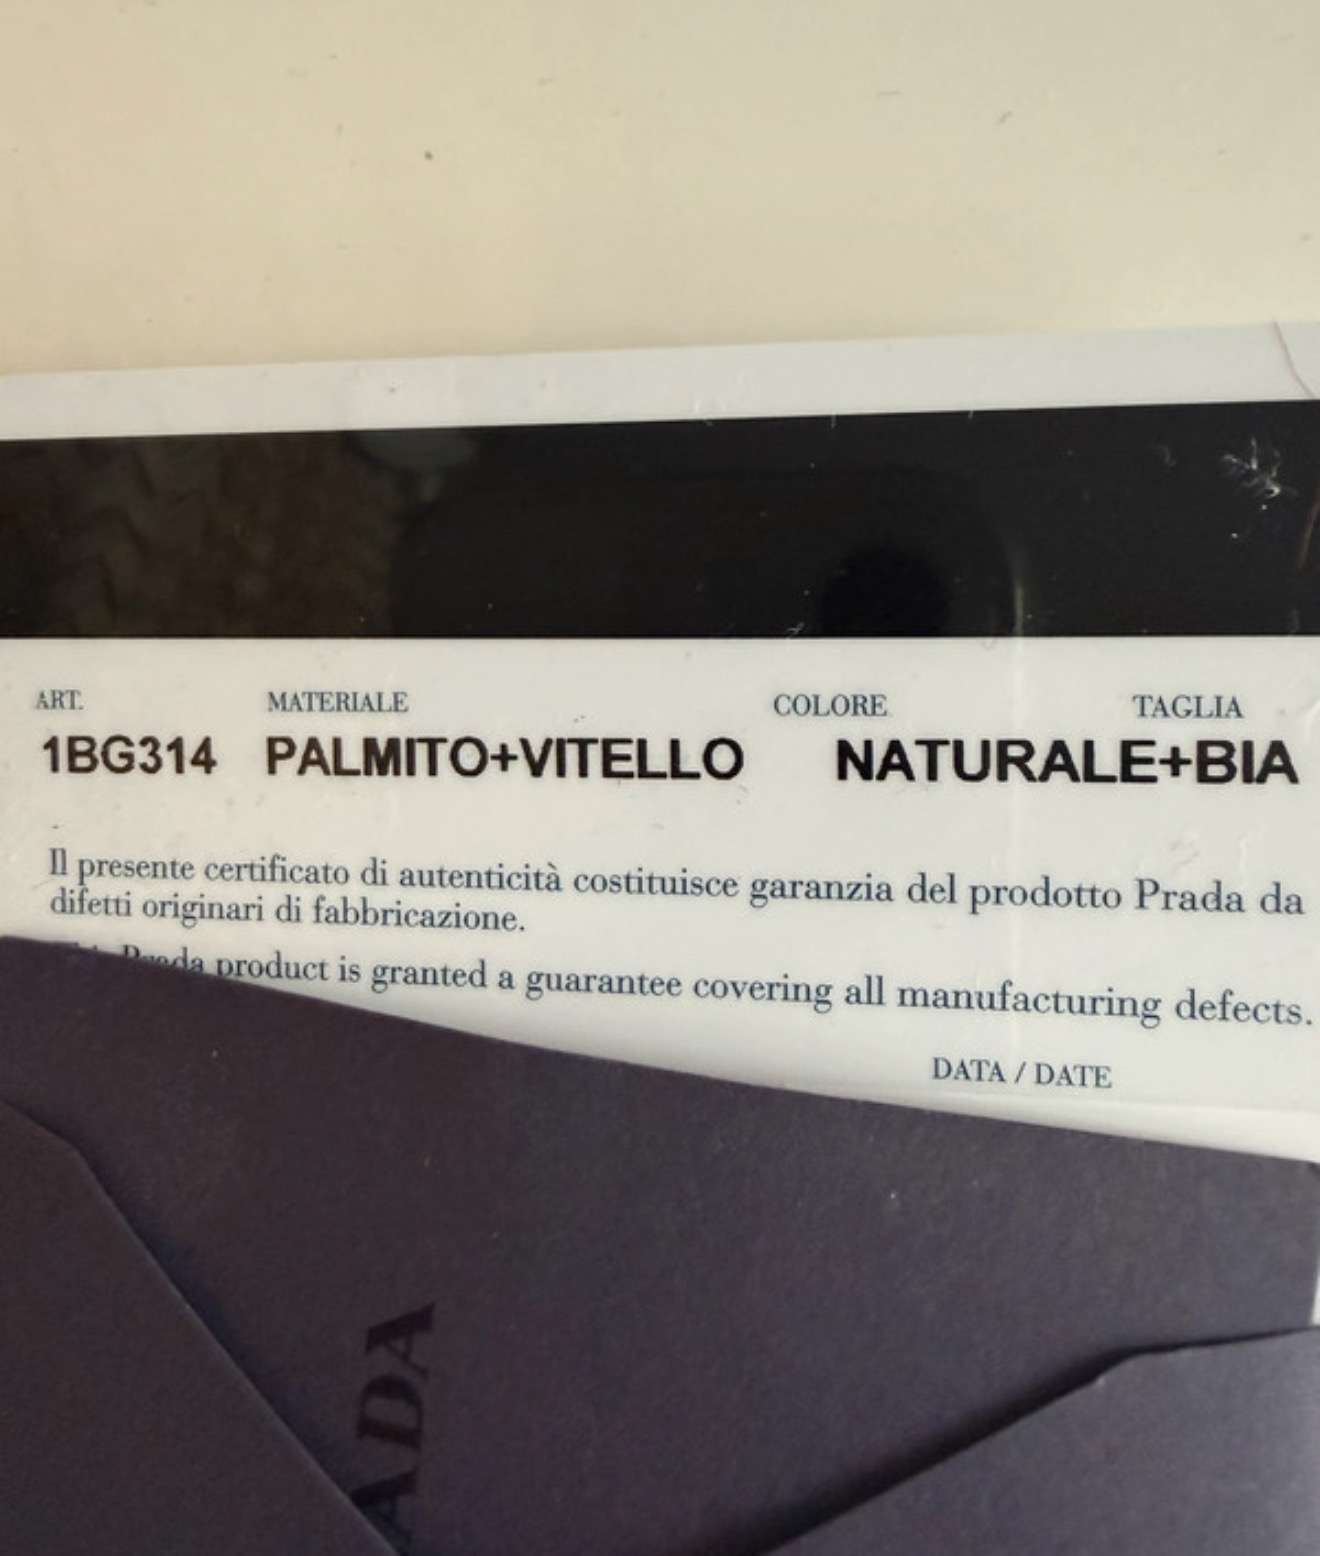 ART. MATERIALE COLORE TAGLIA
1BG314 PALMITO+VITELLO NATURALE+BIA
Il presente certificato di autenticità costituisce garanzia del prodotto Prada da
difetti originari di fabbricazione.
Prada product is granted a guarantee covering all manufacturing defects.
DATA / DATE
ADA